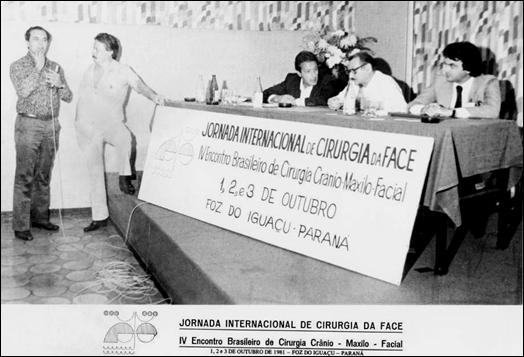 JORNADA INTERNACIONAL DE CIRURGIA DA FACE
IV Encontro Brasileiro de Cirurgia Crânio Maxilo-Facial
1, 2, e 3 DE OUTUBRO
FOZ DO IGUAÇU - PARANÁ
JORNADA INTERNACIONAL DE CIRURGIA DA FACE
IV Encontro Brasileiro de Cirurgia Crânio - Maxilo - Facial
1, 2 E 3 DE OUTUBRO DE 1981 – FOZ DO IGUAÇU – PARANÁ